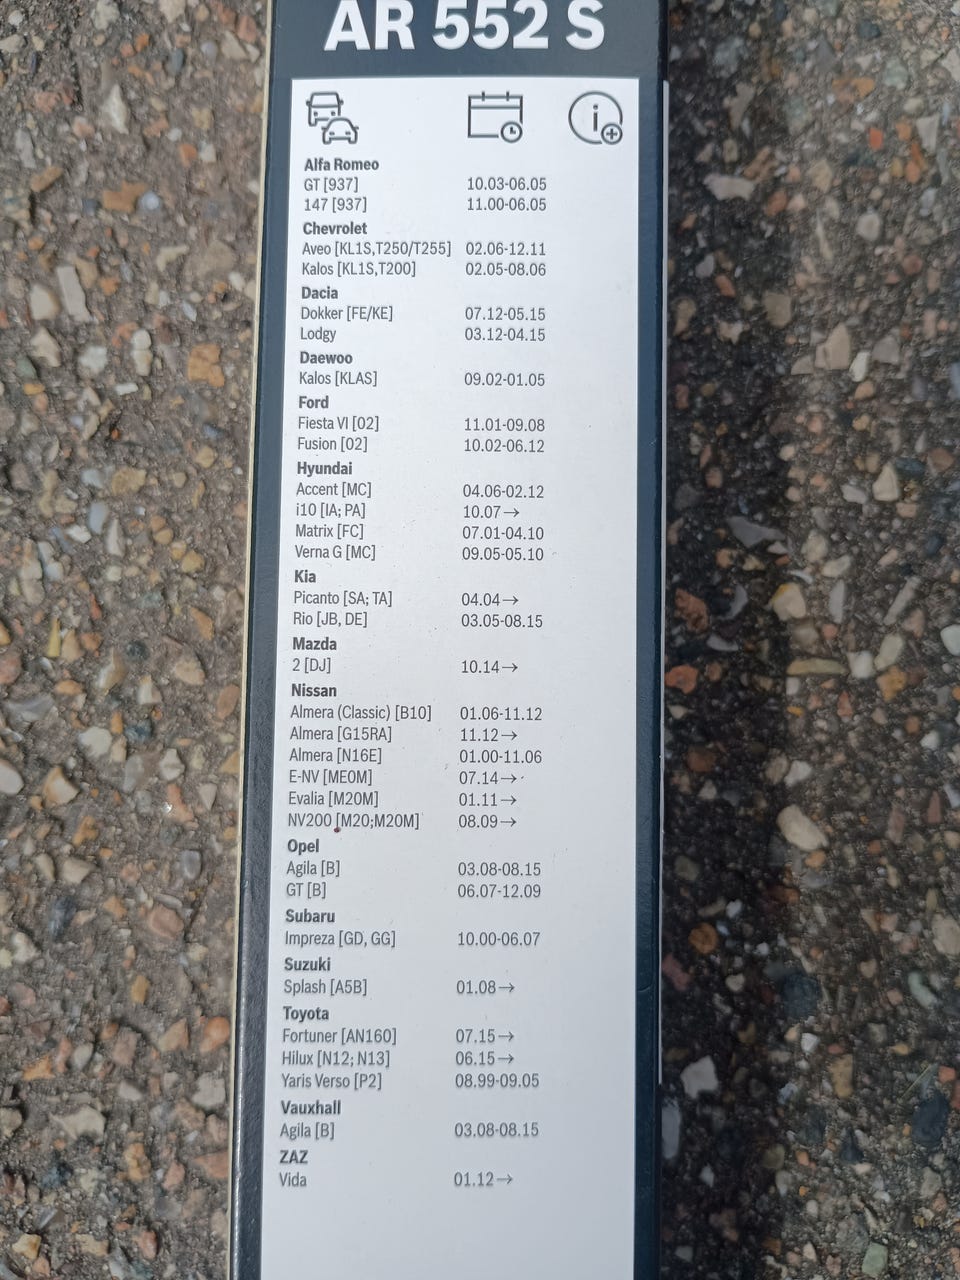 AR 552 S
Alfa Romeo
GT [937] 10.03-06.05
147 [937] 11.00-06.05
Chevrolet
Aveo [KL1S,T250/T255] 02.06-12.11
Kalos [KL1S,T200] 02.05-08.06
Dacia
Dokker [FE/KE] 07.12-05.15
Lodgy 03.12-04.15
Daewoo
Kalos [KLAS] 09.02-01.05
Ford
Fiesta VI [02] 11.01-09.08
Fusion [02] 10.02-06.12
Hyundai
Accent [MC] 04.06-02.12
i10 [IA; PA] 10.07→
Matrix [FC] 07.01-04.10
Verna G [MC] 09.05-05.10
Kia
Picanto [SA; TA] 04.04→
Rio [JB, DE] 03.05-08.15
Mazda
2 [DJ] 10.14→
Nissan
Almera (Classic) [B10] 01.06-11.12
Almera [G15RA] 11.12→
Almera [N16E] 01.00-11.06
E-NV [ME0M] 07.14→
Evalia [M20M] 01.11→
NV200 [M20;M20M] 08.09→
Opel
Agila [B] 03.08-08.15
GT [B] 06.07-12.09
Subaru
Impreza [GD, GG] 10.00-06.07
Suzuki
Splash [A5B] 01.08→
Toyota
Fortuner [AN160] 07.15→
Hilux [N12; N13] 06.15→
Yaris Verso [P2] 08.99-09.05
Vauxhall
Agila [B] 03.08-08.15
ZAZ
Vida 01.12→